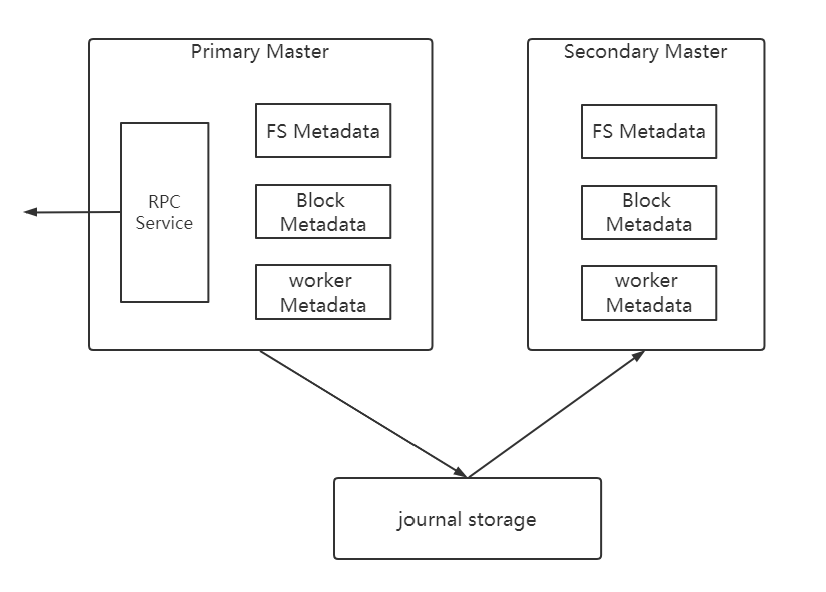 Primary Master
RPC
Service
FS Metadata
Block
Metadata
worker
Metadata
Secondary Master
FS Metadata
Block
Metadata
worker
Metadata
journal storage